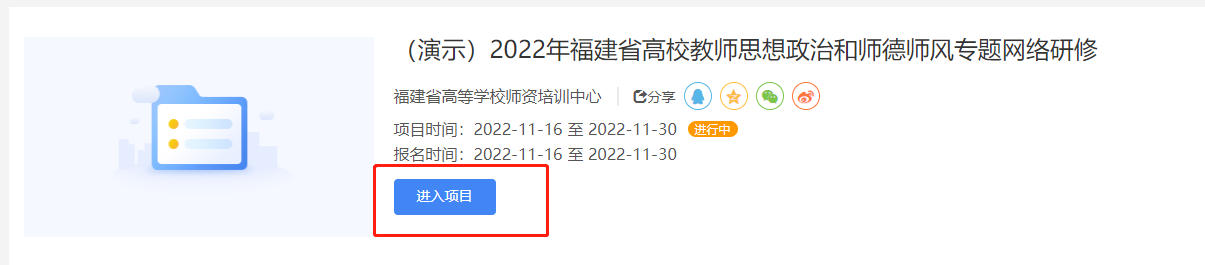 （演示）2022年福建省高校教师思想政治和师德师风专题网络研修
福建省高等学校师资培训中心 分享
项目时间：2022-11-16 至 2022-11-30 进行中
报名时间：2022-11-16 至 2022-11-30
进入项目